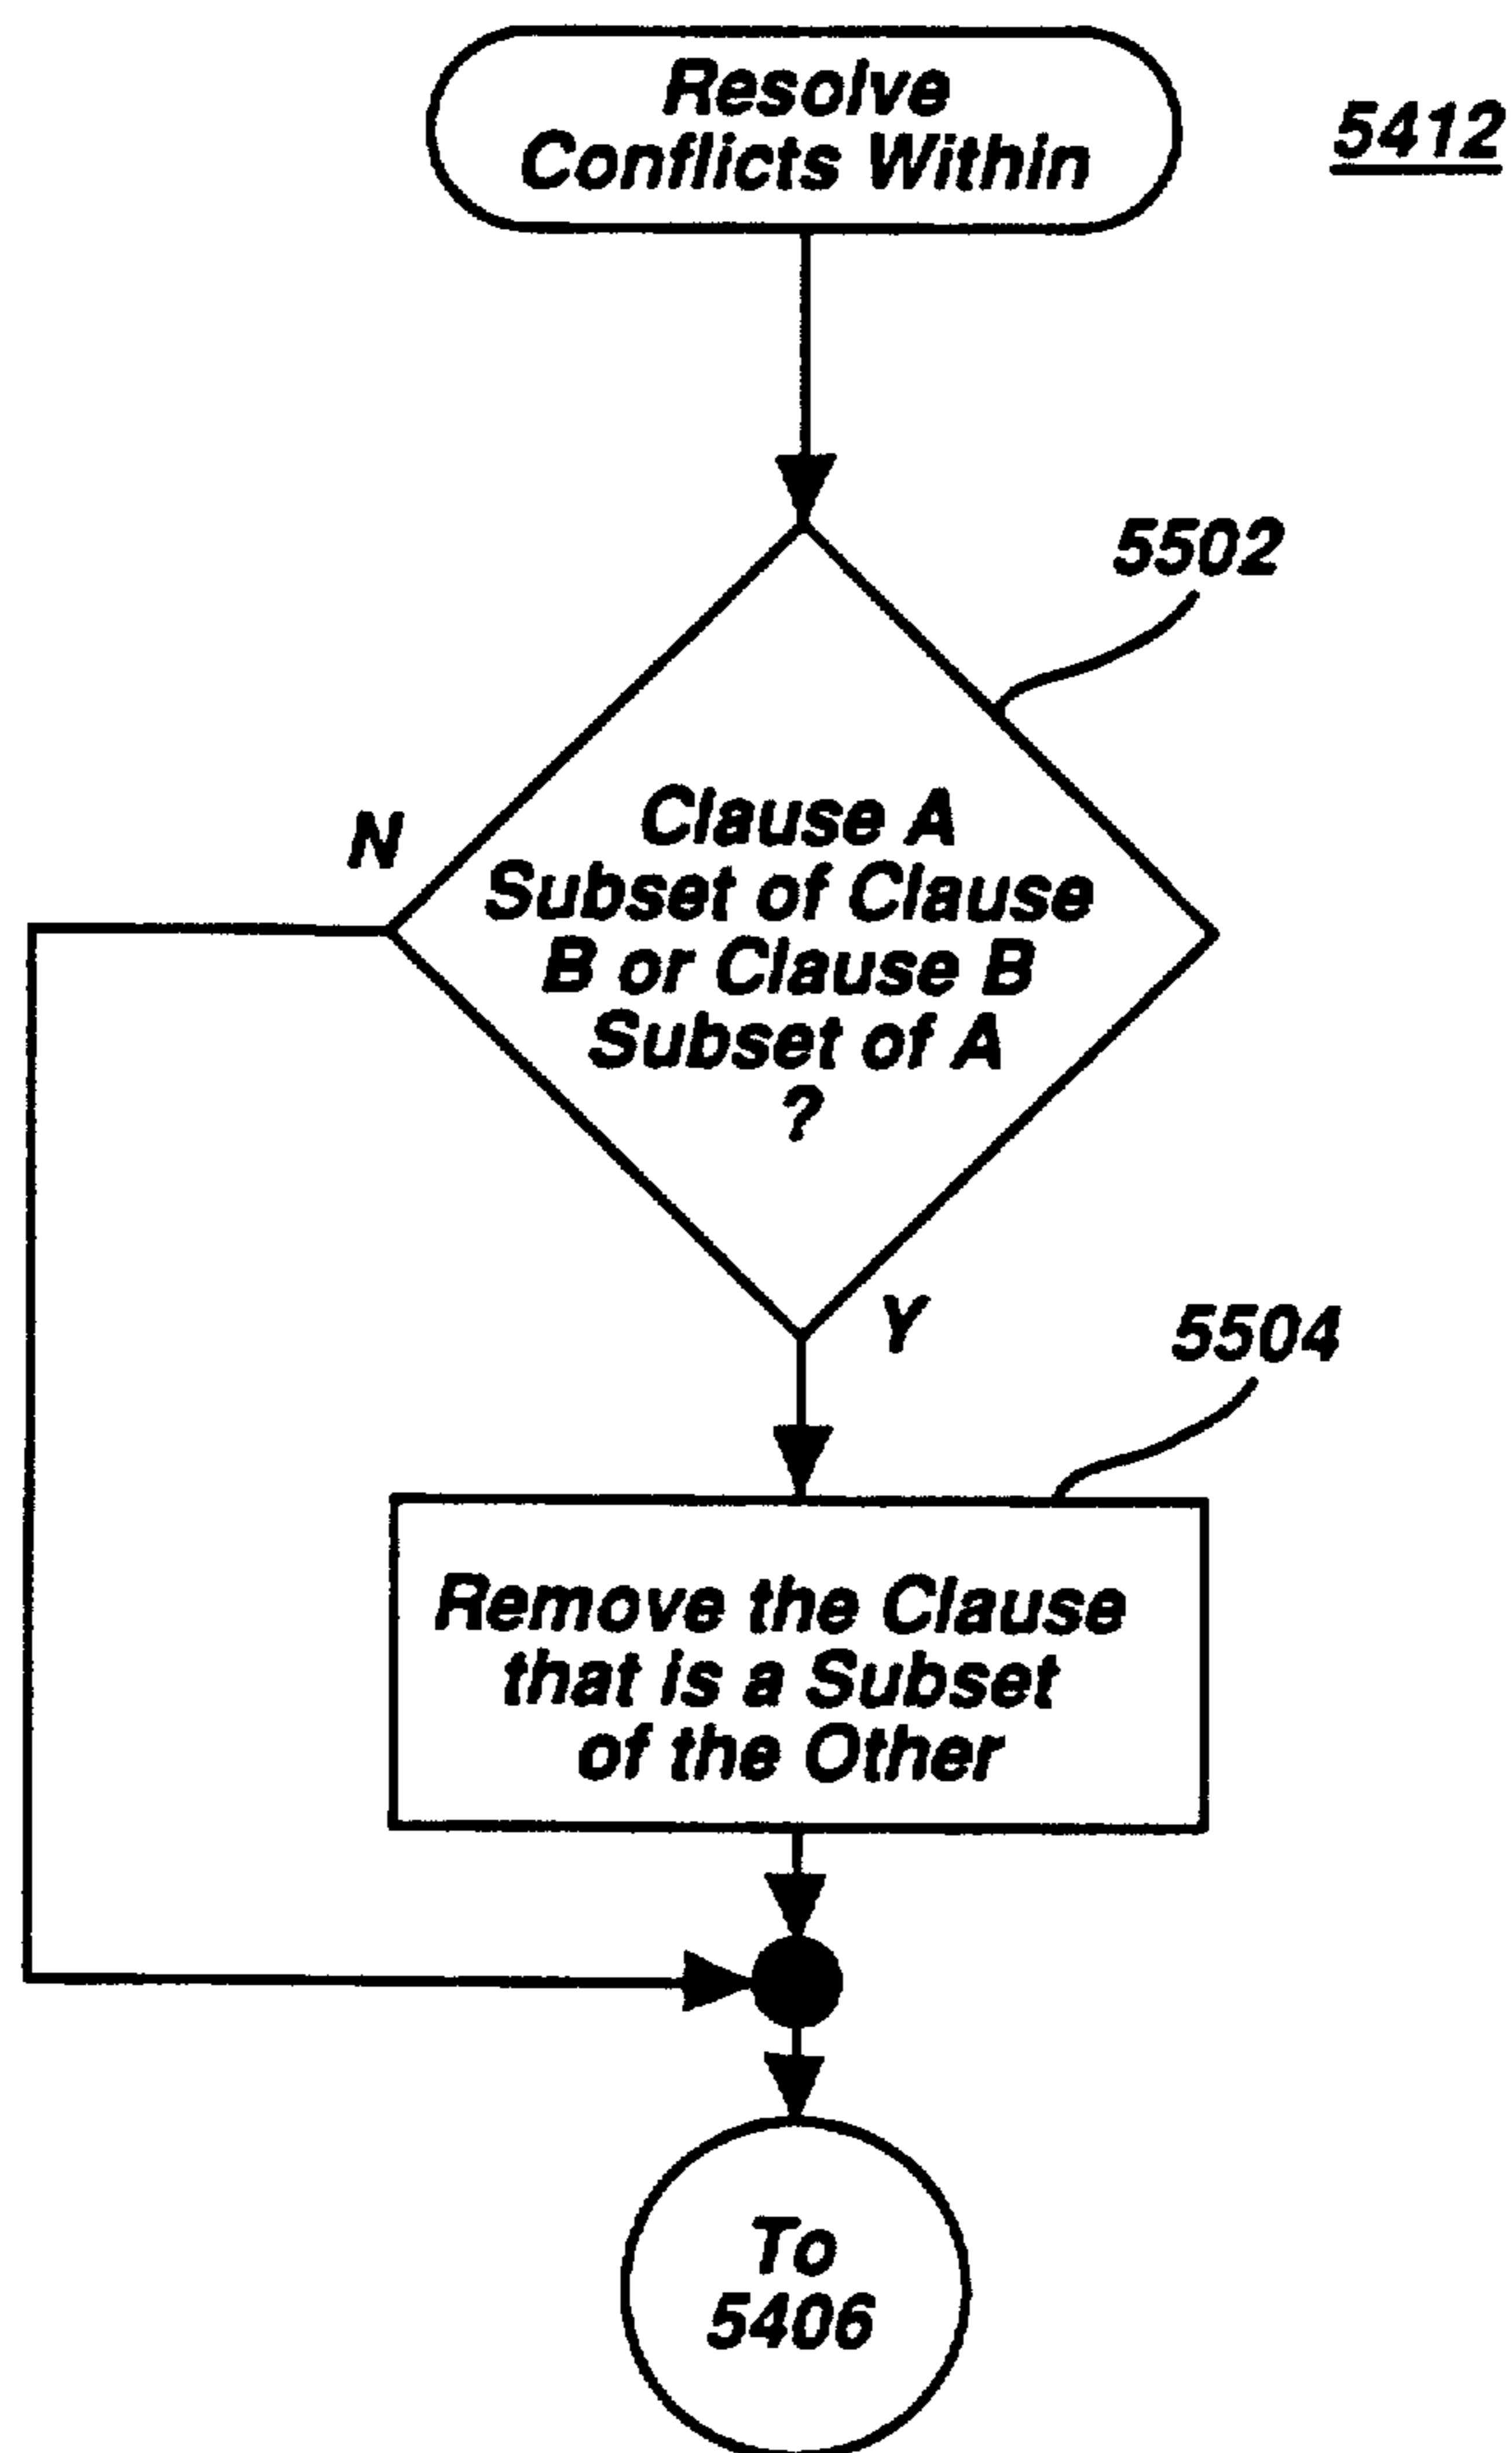 Resolve
Conflicts Within
5412
5502
Clause A
Subset of Clause
B or Clause B
Subset of A
?
N
Y
5504
Remove the Clause
that is a Subset
of the Other
To
5406